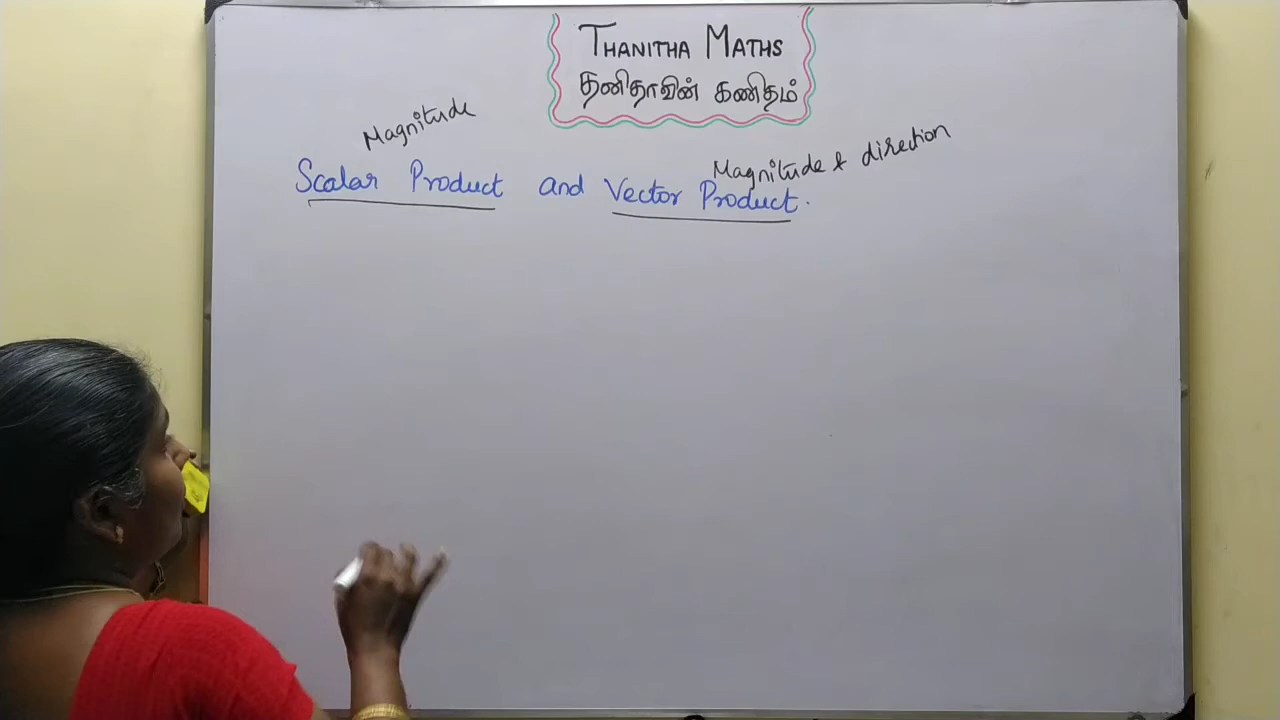 THANITHA MATHS
தனிதாவின் கணிதம்
Magnitude
Magnitude & direction
Scalar Product and Vector Product.